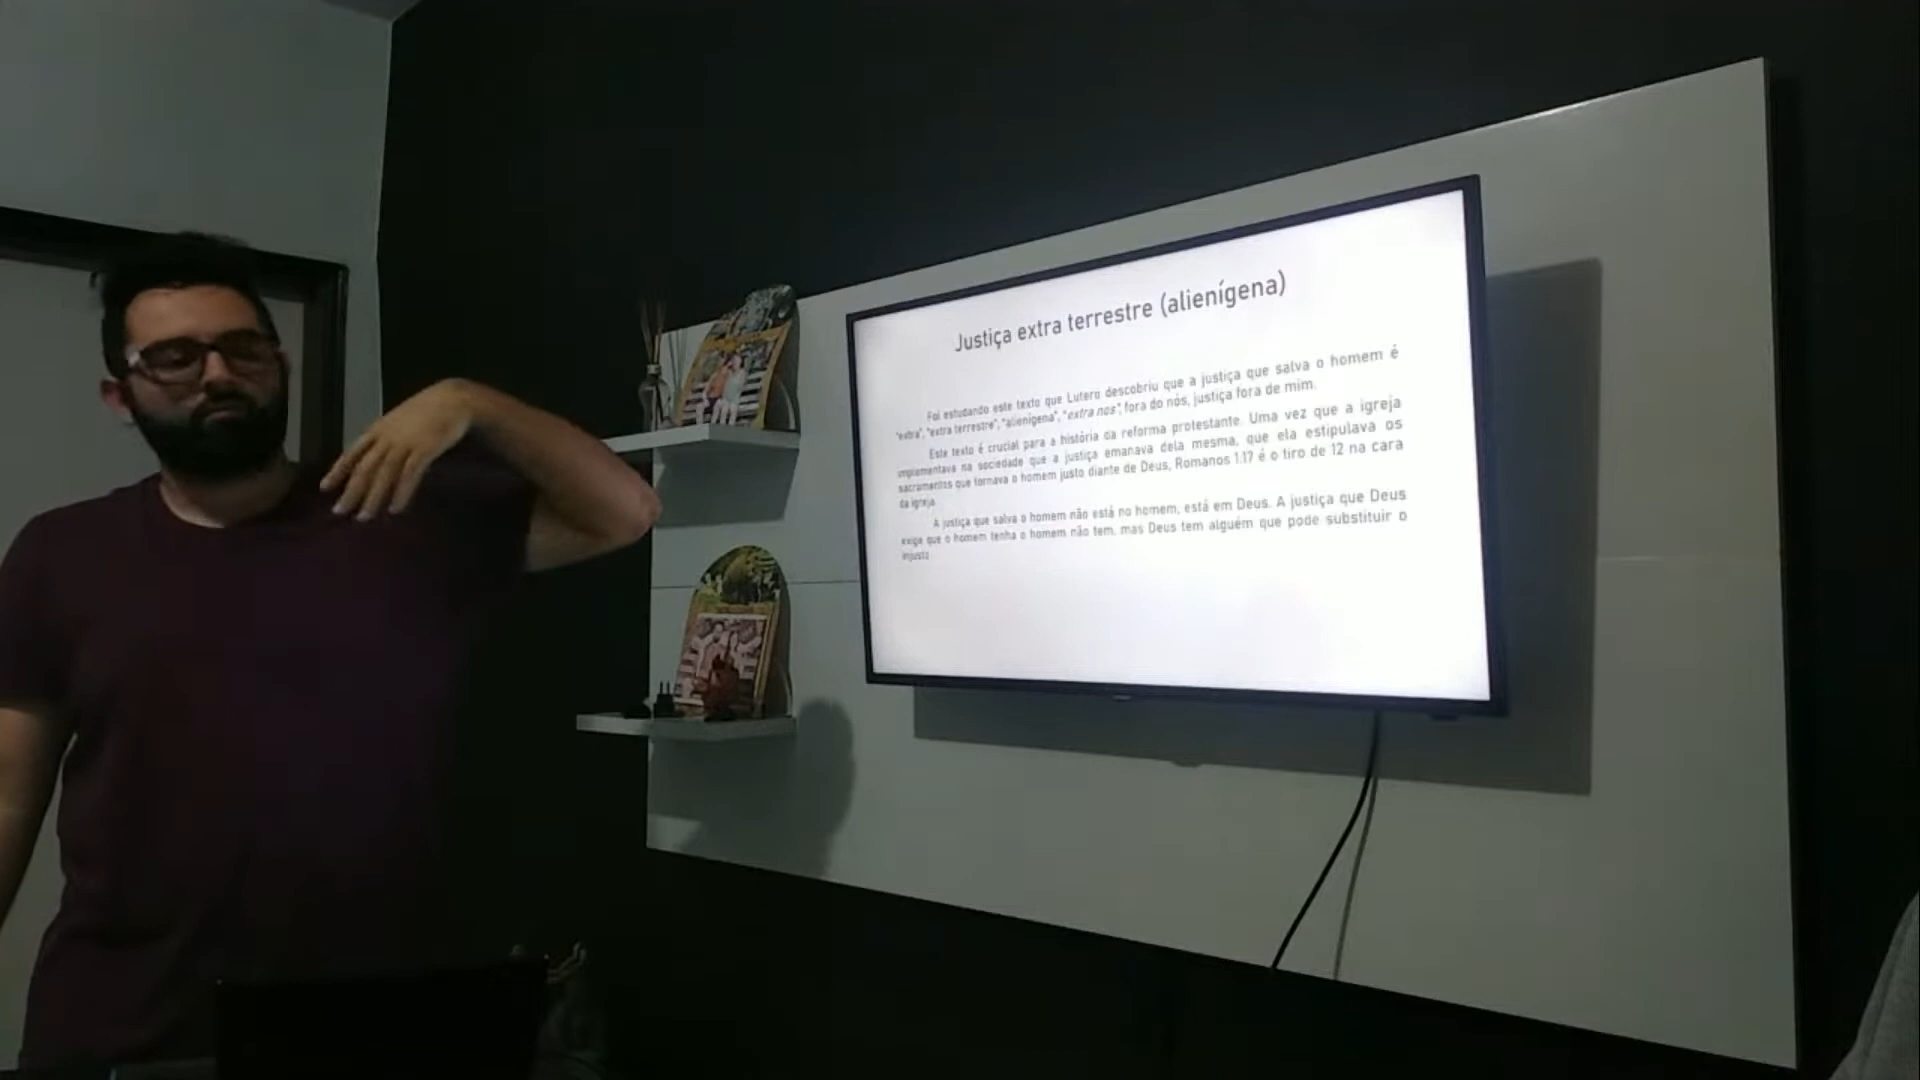 Justiça extra terrestre (alienígena)
Foi estudando este texto que Lutero descobriu que a justiça que salva o homem é
"extra", "extra terrestre", "alienígena", "extra nos", fora do nós, justiça fora de mim.
Este texto é crucial para a história da reforma protestante. Uma vez que a igreja
implementava na sociedade que a justiça emanava dela mesma, que ela estipulava os
sacramentos que tornava o homem justo diante de Deus, Romanos 1.17 é o tiro de 12 na cara
da igreja.
A justiça que salva o homem não está no homem, está em Deus. A justiça que Deus
exige que o homem tenha o homem não tem, mas Deus tem alguém que pode substituir o
injusto